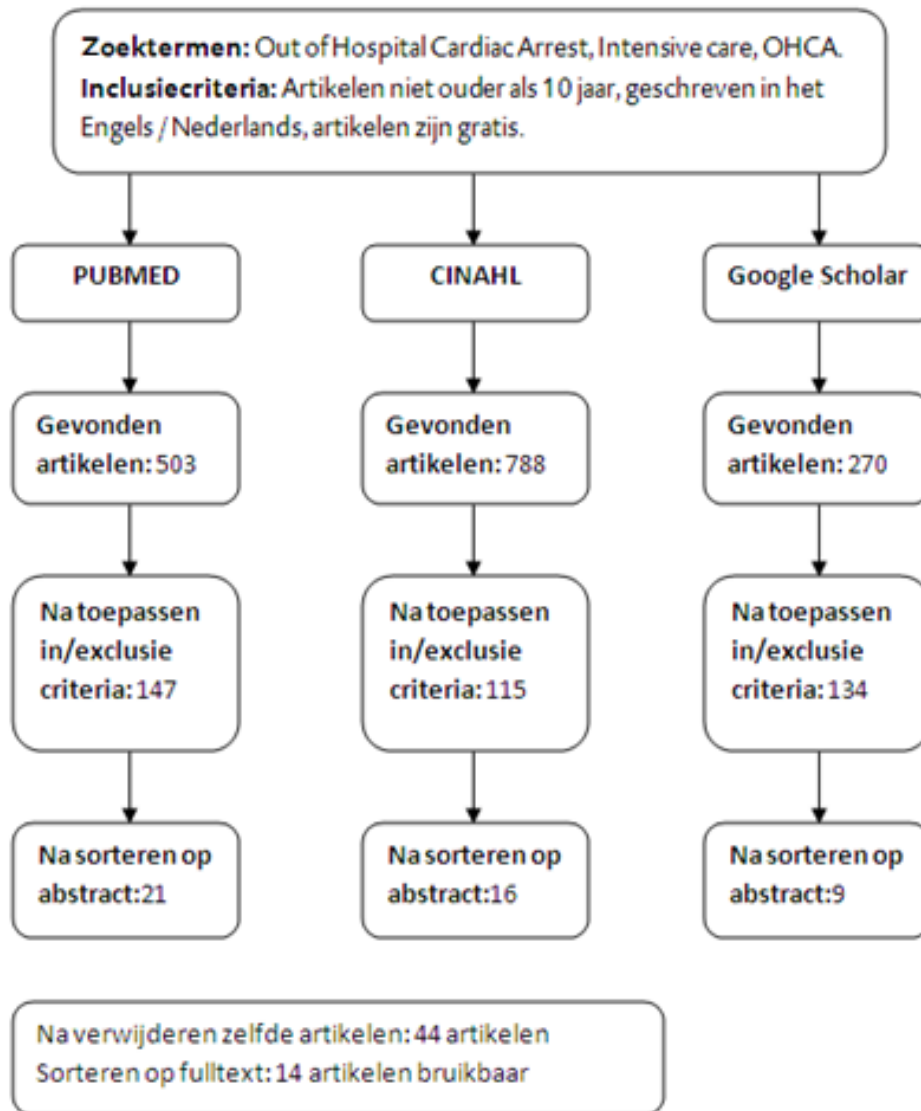 Zoektermen: Out of Hospital Cardiac Arrest, Intensive care, OHCA.
Inclusiecriteria: Artikelen niet ouder als 10 jaar, geschreven in het
Engels / Nederlands, artikelen zijn gratis.
PUBMED
CINAHL
Google Scholar
Gevonden
artikelen: 503
Gevonden
artikelen: 788
Gevonden
artikelen: 270
Na toepassen
in/exclusie
criteria: 147
Na toepassen
in/exclusie
criteria: 115
Na toepassen
in/exclusie
criteria: 134
Na sorteren op
abstract:21
Na sorteren op
abstract:16
Na sorteren op
abstract:9
Na verwijderen zelfde artikelen: 44 artikelen
Sorteren op fulltext: 14 artikelen bruikbaar